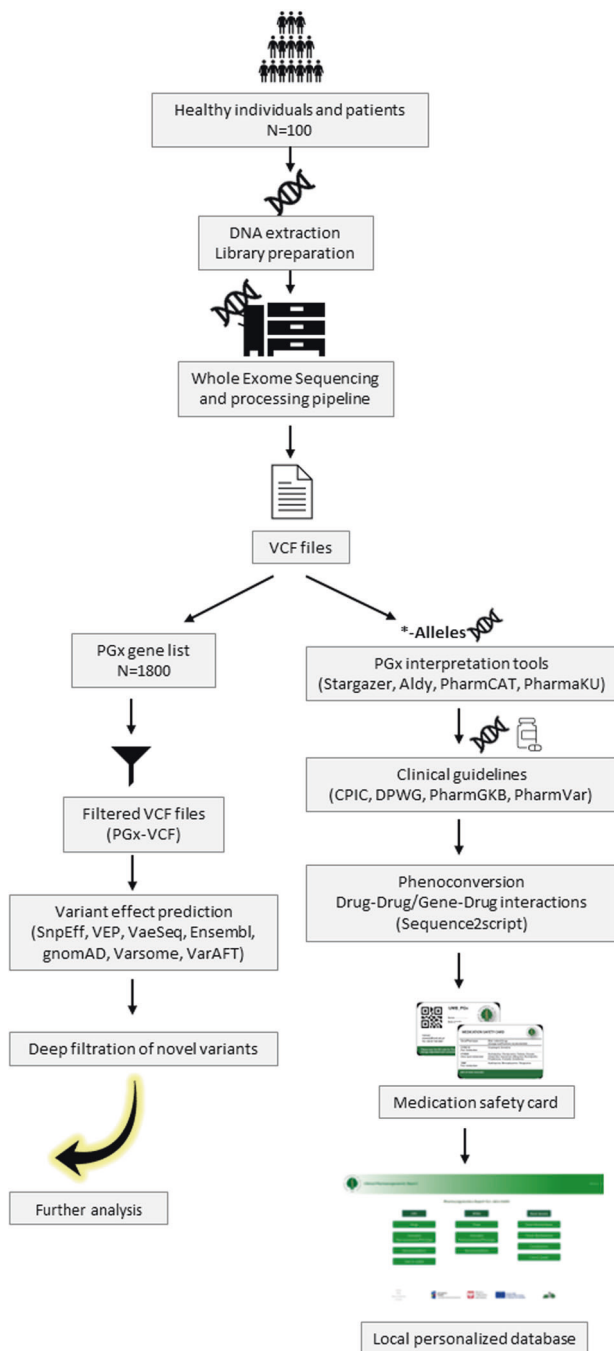 Healthy individuals and patients
N=100
DNA extraction
Library preparation
Whole Exome Sequencing
and processing pipeline
VCF files
PGx gene list
N=1800
Filtered VCF files
(PGx-VCF)
Variant effect prediction
(SnpEff, VEP, VaeSeq, Ensembl,
gnomAD, Varsome, VarAFT)
Deep filtration of novel variants
Further analysis
*-Alleles
PGx interpretation tools
(Stargazer, Aldy, PharmCAT, PharmaKU)
Clinical guidelines
(CPIC, DPWG, PharmGKB, PharmVar)
Phenoconversion
Drug-Drug/Gene-Drug interactions
(Sequence2script)
MEDICATION SAFETY CARD
Medication safety card
Local personalized database